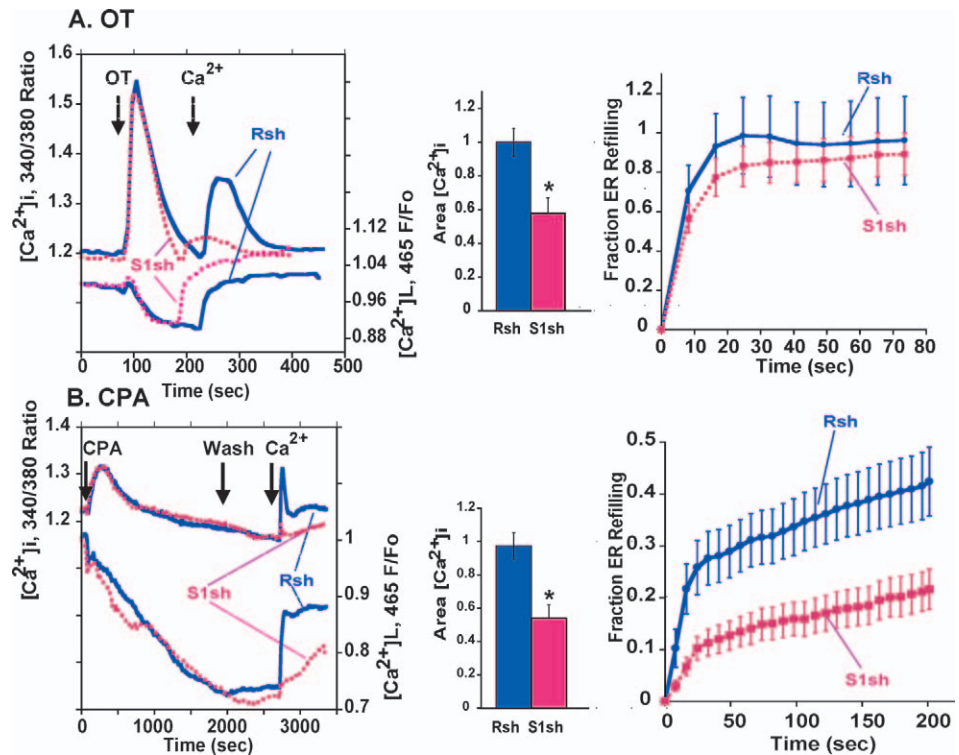 A. OT
[Ca2+]i, 340/380 Ratio
1.6
1.5
1.4
1.3
1.2
OT
Ca2+
Rsh
S1sh
1.12
1.04
0.96
0.88
[Ca2+]L, 465 F/Fo
0 100 200 300 400 500
Time (sec)
Area [Ca2+]i
1.2
1
0.8
0.6
0.4
0.2
0
*
Rsh S1sh
Fraction ER Refilling
1.2
0.9
0.6
0.3
0
Rsh
S1sh
0 10 20 30 40 50 60 70 80
Time (sec)
B. CPA
[Ca2+]i, 340/380 Ratio
1.4
1.3
1.2
CPA
Wash
Ca2+
Rsh
S1sh
1
0.9
0.8
0.7
[Ca2+]L, 465 F/Fo
0 1000 2000 3000
Time (sec)
Area [Ca2+]i
1.2
1
0.8
0.6
0.4
0.2
0
*
Rsh S1sh
Fraction ER Refilling
0.5
0.4
0.3
0.2
0.1
0
Rsh
S1sh
0 50 100 150 200
Time (sec)